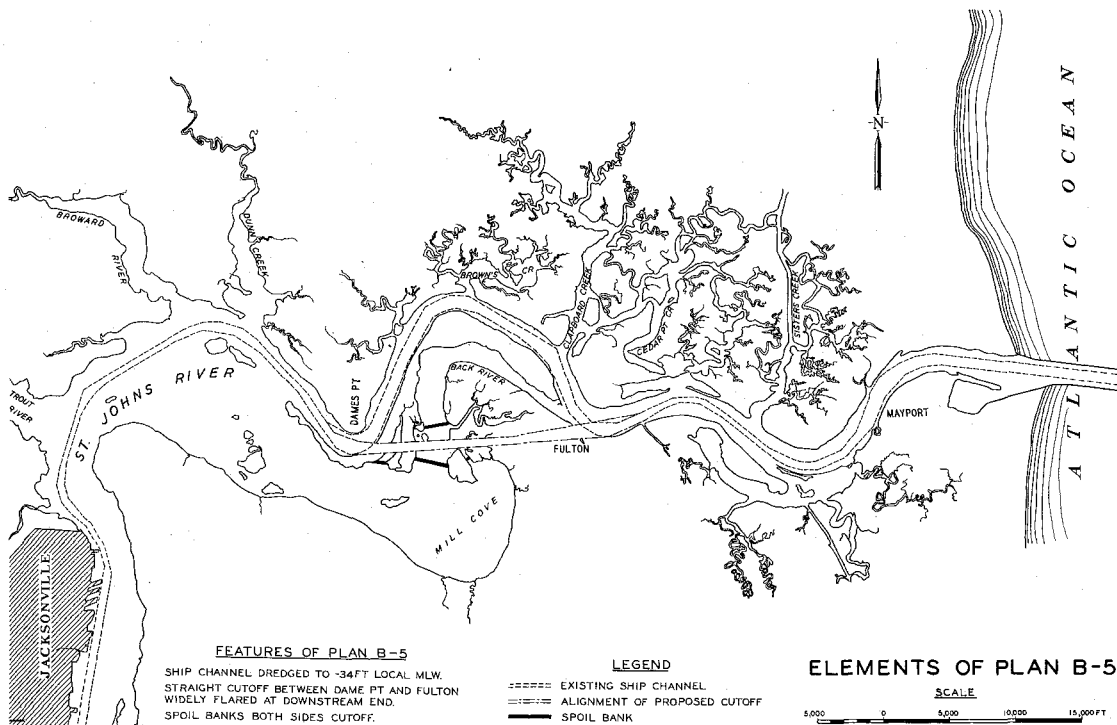 ATLANTIC OCEAN
N
BROWARD
RIVER
DUNN CREEK
BROWN'S CR
CLAPBOARD CREEK
CEDAR PT CR.
SISTERS CREEK
TROUT
RIVER
ST. JOHNS RIVER
DAMES PT
BACK RIVER
FULTON
MAYPORT
MILL COVE
JACKSONVILLE
FEATURES OF PLAN B-5
SHIP CHANNEL DREDGED TO -34FT LOCAL MLW.
STRAIGHT CUTOFF BETWEEN DAME PT AND FULTON
WIDELY FLARED AT DOWNSTREAM END.
SPOIL BANKS BOTH SIDES CUTOFF.
LEGEND
EXISTING SHIP CHANNEL
ALIGNMENT OF PROPOSED CUTOFF
SPOIL BANK
ELEMENTS OF PLAN B-5
SCALE
5,000 0 5,000 10,000 15,000 FT